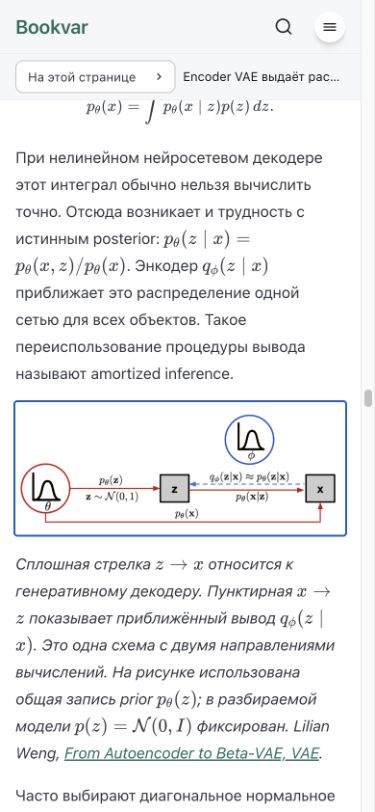 Bookvar
На этой странице
Encoder VAE выдаёт рас...
pθ(x) = ∫ pθ(x | z)p(z) dz.
При нелинейном нейросетевом декодере
этот интеграл обычно нельзя вычислить
точно. Отсюда возникает и трудность с
истинным posterior: pθ(z | x) =
pθ(x, z)/pθ(x). Энкодер qϕ(z | x)
приближает это распределение одной
сетью для всех объектов. Такое
переиспользование процедуры вывода
называют amortized inference.
ϕ
pθ(z)
qϕ(z|x) ≈ pθ(z|x)
z ∼ 𝒩(0, 1)
z
pθ(x|z)
x
θ
pθ(x)
Сплошная стрелка z → x относится к
генеративному декодеру. Пунктирная x →
z показывает приближённый вывод qϕ(z |
x). Это одна схема с двумя направлениями
вычислений. На рисунке использована
общая запись prior pθ(z); в разбираемой
модели p(z) = 𝒩(0, I) фиксирован. Lilian
Weng, From Autoencoder to Beta-VAE, VAE.
Часто выбирают диагональное нормальное